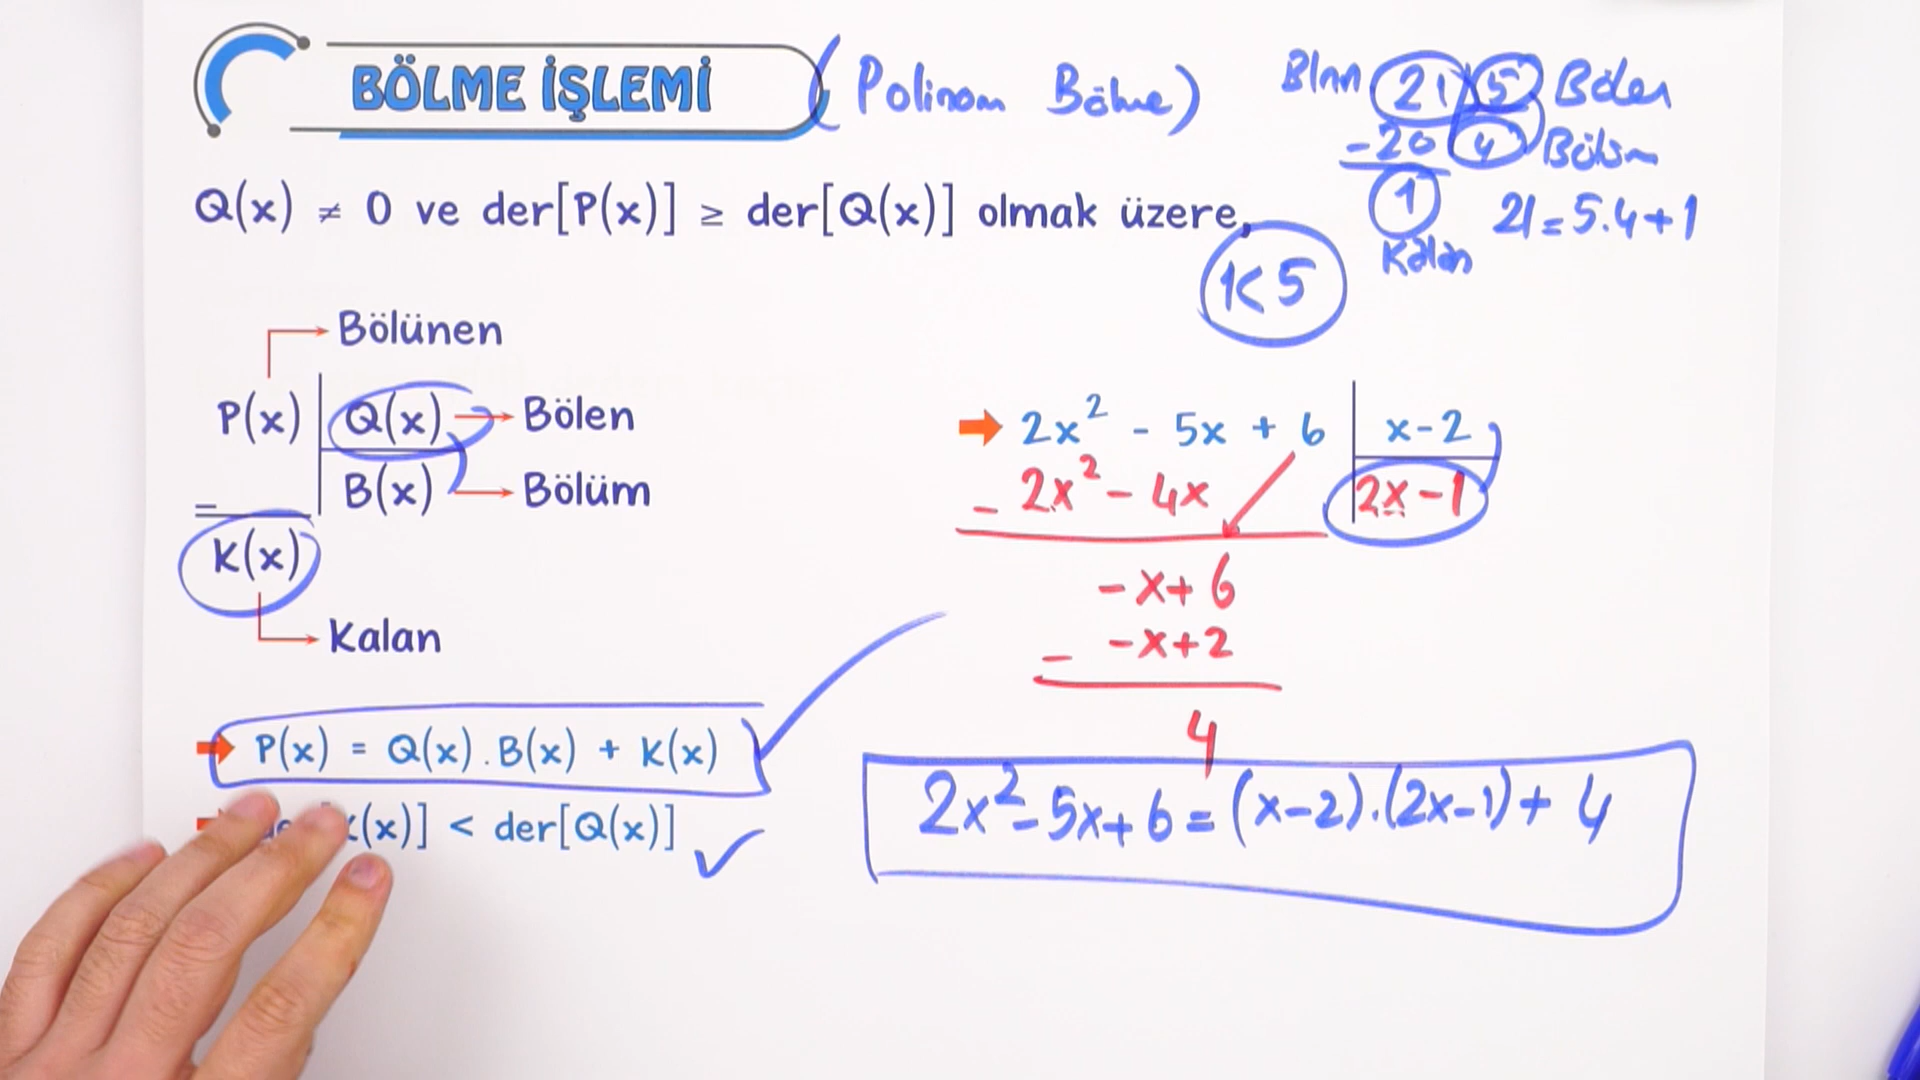 BÖLME İŞLEMİ (Polinom Bölme)
Blnn 21 5 Bölen
-20 4 Bölüm
1 21=5.4+1
Kalan
Q(x) ≠ 0 ve der[P(x)] ≥ der[Q(x)] olmak üzere,
1<5
Bölünen
P(x) Q(x) Bölen
B(x) Bölüm
K(x)
Kalan
P(x) = Q(x).B(x) + K(x)
(x)] < der[Q(x)]
2x² - 5x + 6 x-2
- 2x² - 4x 2x-1
-x+6
- -x+2
4
2x²-5x+6=(x-2).(2x-1)+4